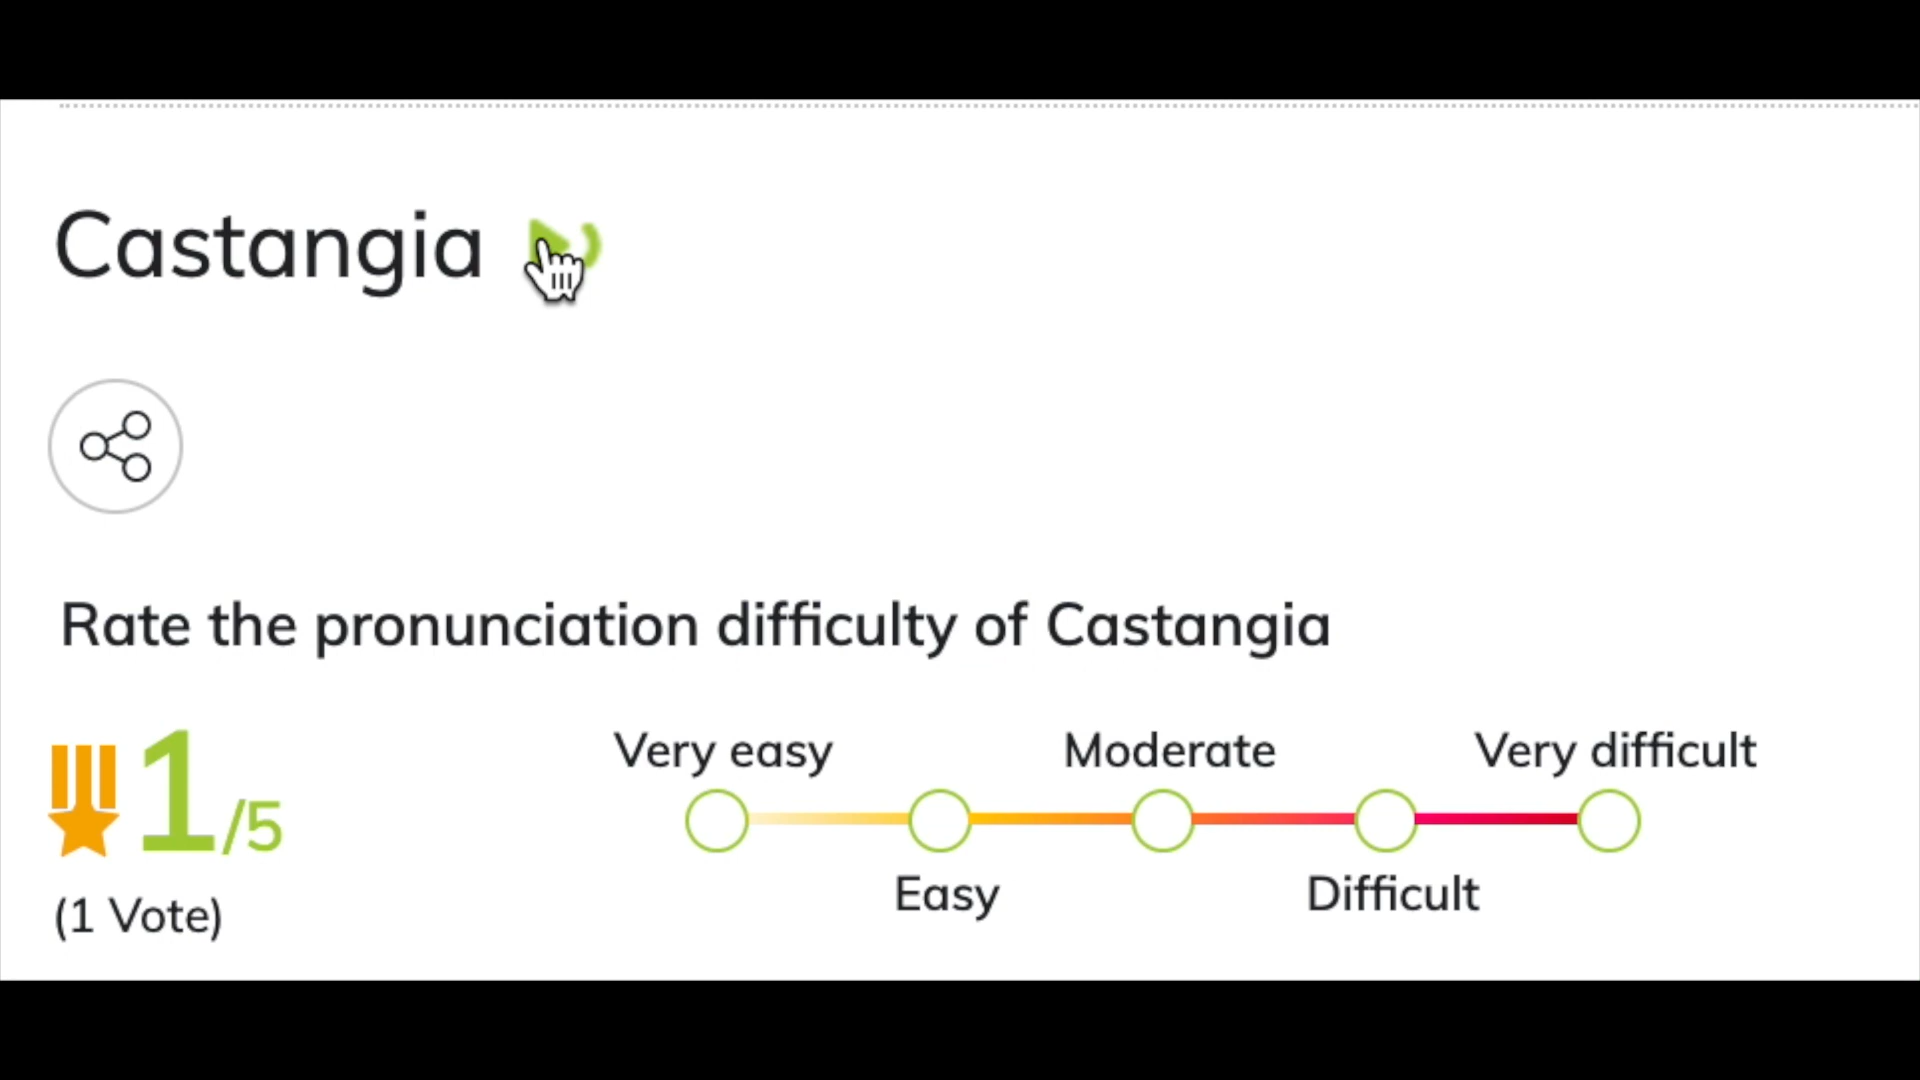 Castangia
Rate the pronunciation difficulty of Castangia
1/5
(1 Vote)
Very easy
Easy
Moderate
Difficult
Very difficult